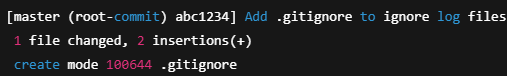 [master (root-commit) abc1234] Add .gitignore to ignore log files
1 file changed, 2 insertions(+)
create mode 100644 .gitignore